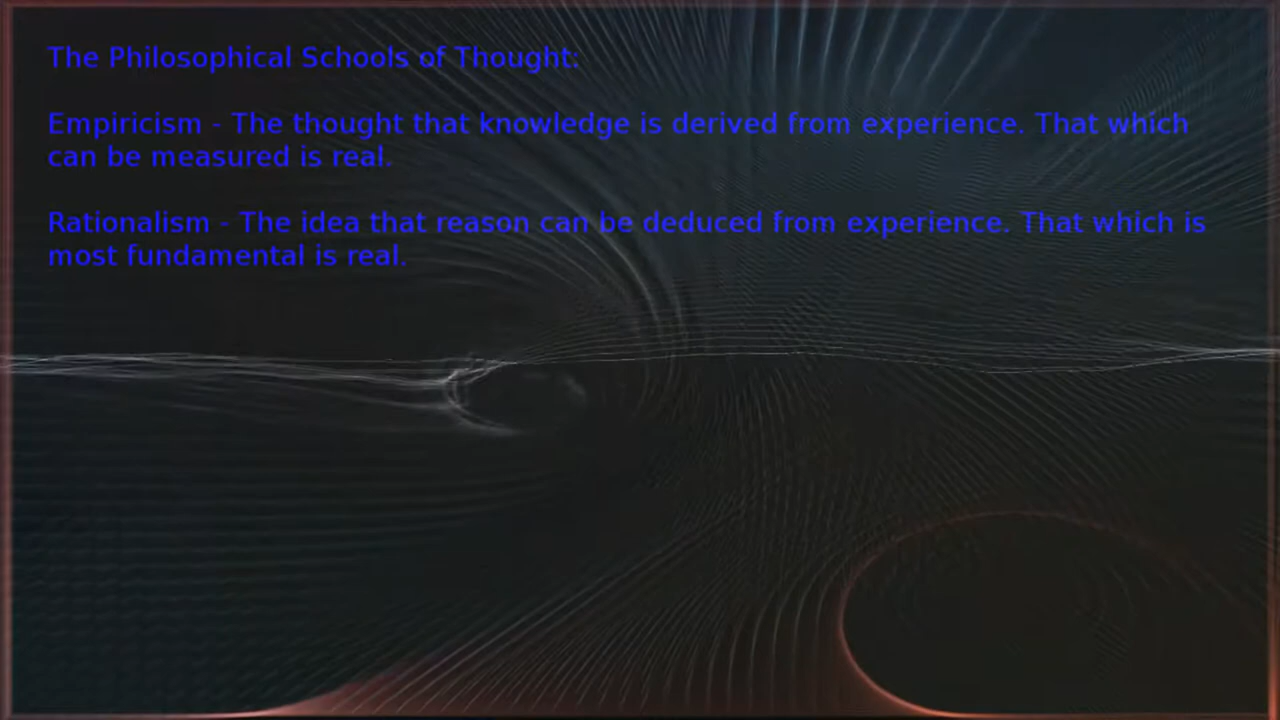 The Philosophical Schools of Thought:
Empiricism - The thought that knowledge is derived from experience. That which
can be measured is real.
Rationalism - The idea that reason can be deduced from experience. That which is
most fundamental is real.